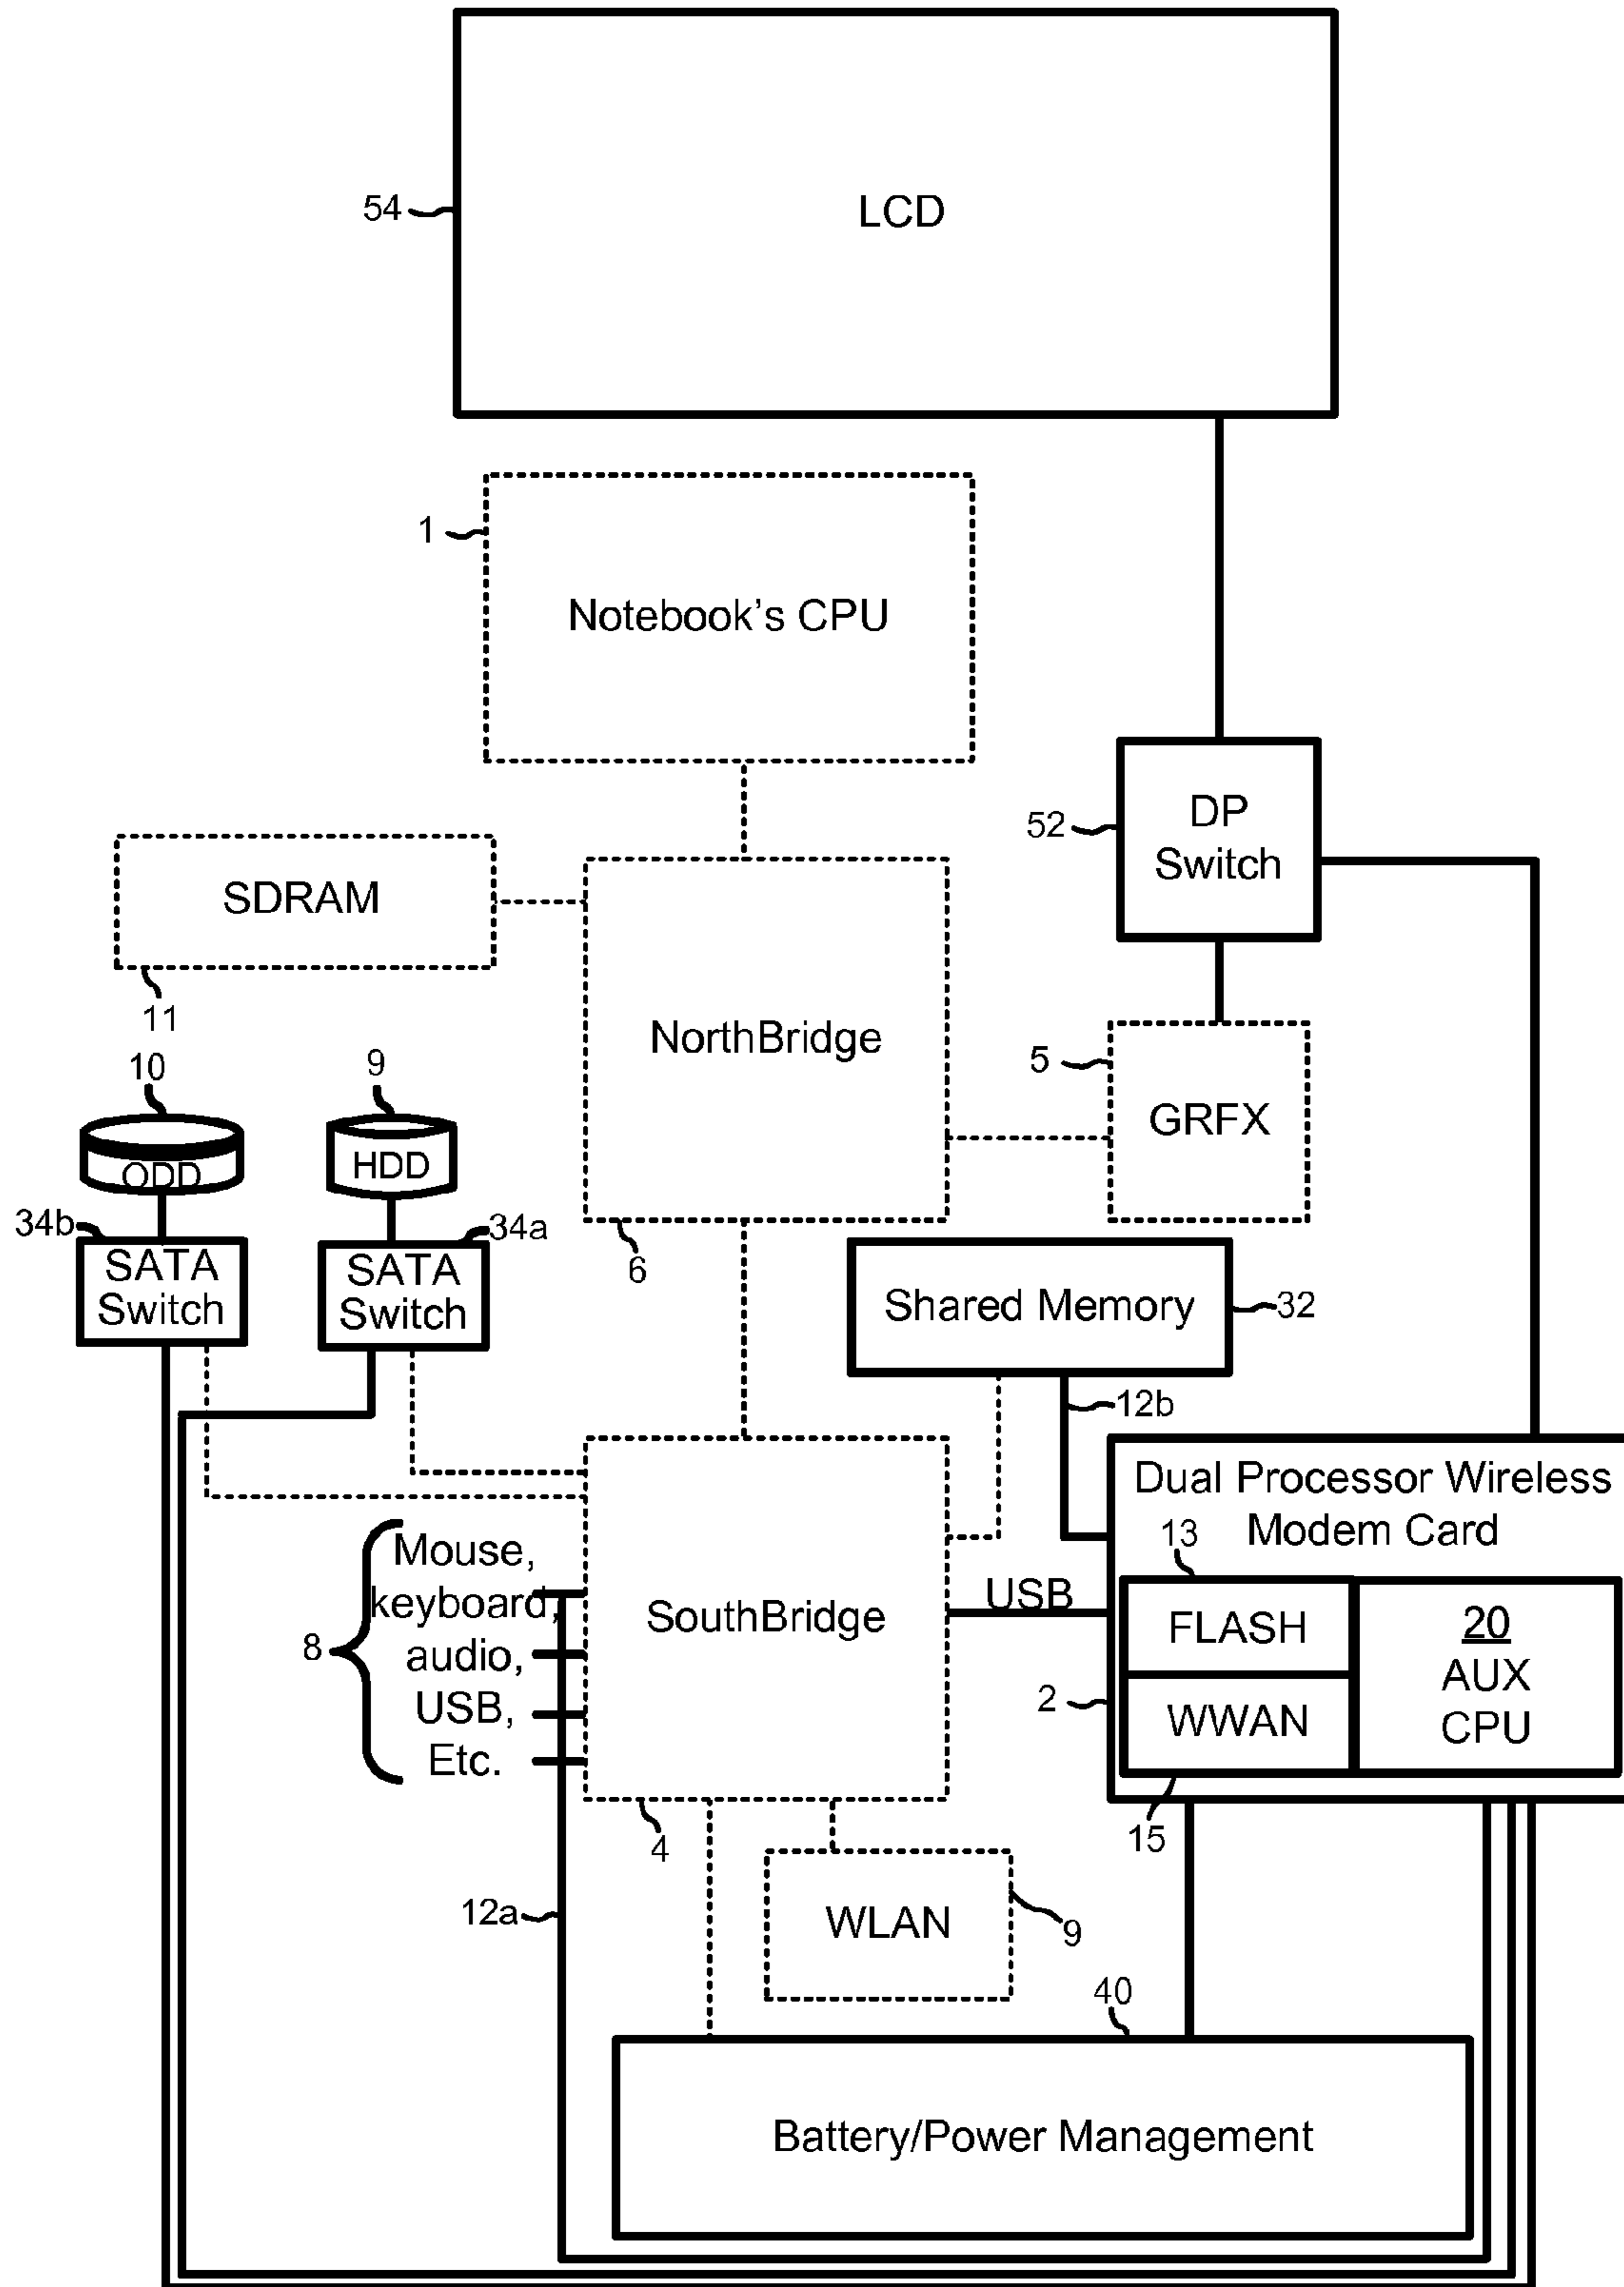 54
LCD
1
Notebook's CPU
52
DP
Switch
SDRAM
11
NorthBridge
5
GRFX
10
9
ODD
HDD
34b
34a
SATA
Switch
SATA
Switch
6
Shared Memory
32
12b
Dual Processor Wireless
Modem Card
13
8
Mouse,
keyboard,
audio,
USB,
Etc.
SouthBridge
USB
FLASH
WWAN
2
20
AUX
CPU
4
15
12a
WLAN
9
40
Battery/Power Management